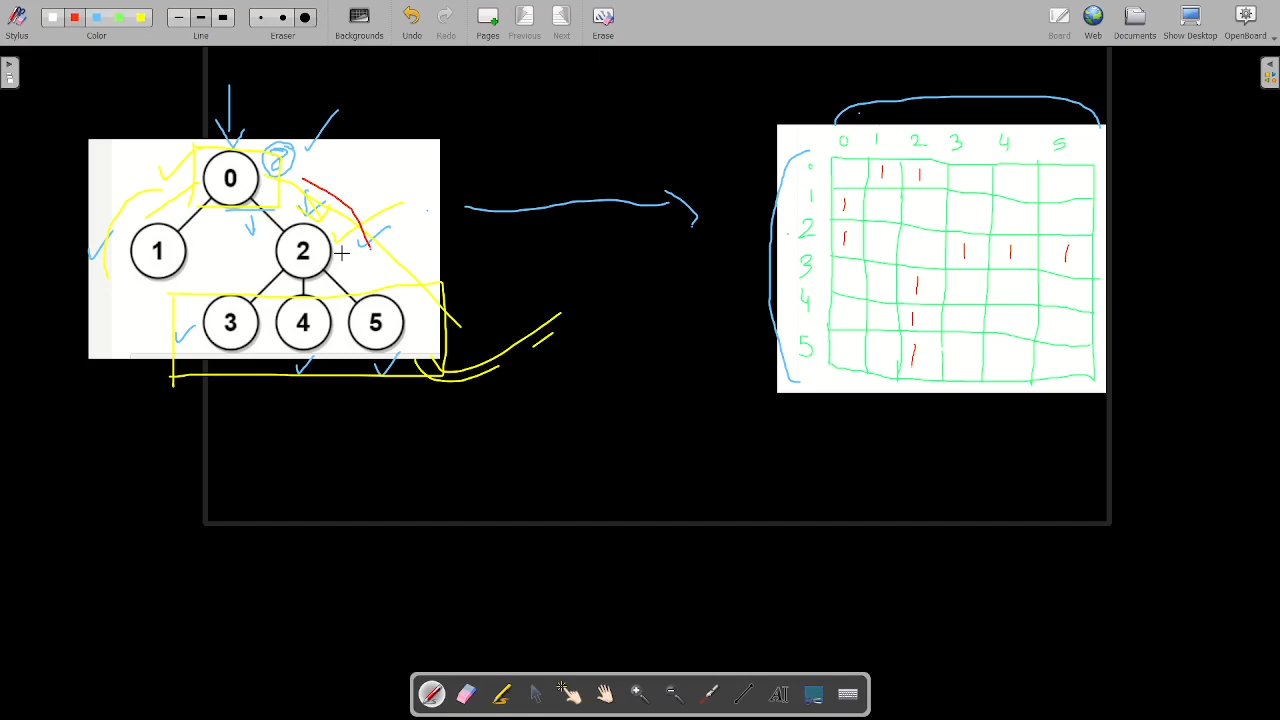 Stylus Color Line Eraser Backgrounds Undo Redo Pages Previous Next Erase Board Web Documents Show Desktop OpenBoard
0 8
1 2
3 4 5
0 1 2 3 4 5
0 1 1
1 1
2 1 1 1 1
3 1
4 1
5 1
AI